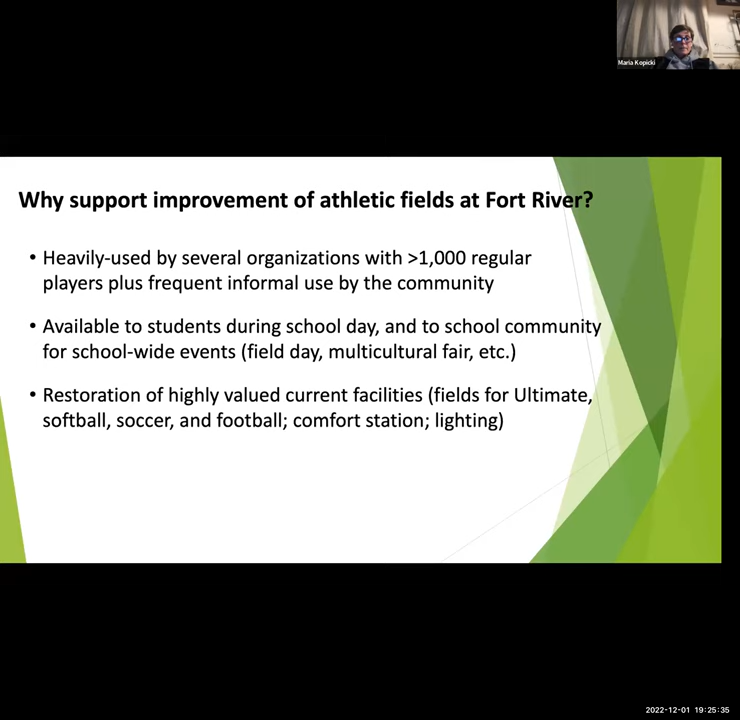 Maria Kopicki
Why support improvement of athletic fields at Fort River?
• Heavily-used by several organizations with >1,000 regular
players plus frequent informal use by the community
• Available to students during school day, and to school community
for school-wide events (field day, multicultural fair, etc.)
• Restoration of highly valued current facilities (fields for Ultimate,
softball, soccer, and football; comfort station; lighting)
2022-12-01 19:25:35